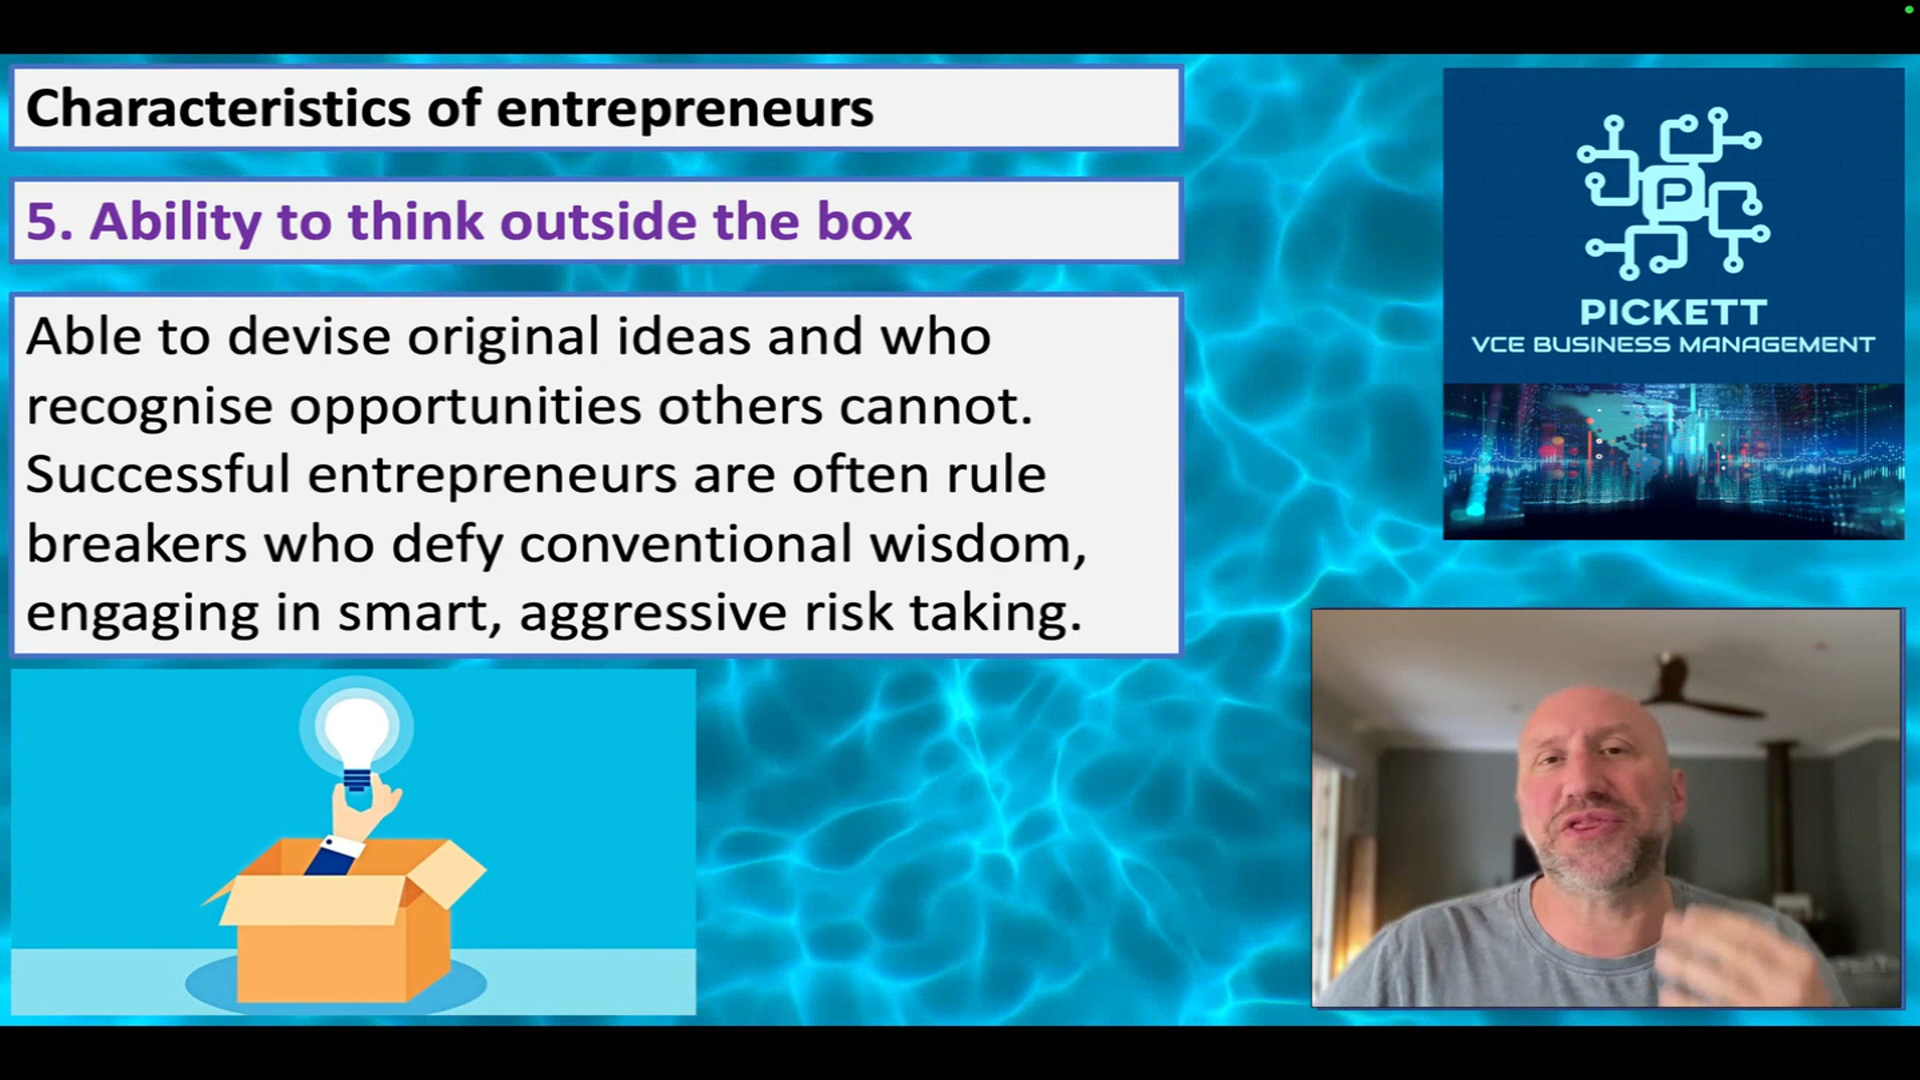 Characteristics of entrepreneurs
5. Ability to think outside the box
Able to devise original ideas and who
recognise opportunities others cannot.
Successful entrepreneurs are often rule
breakers who defy conventional wisdom,
engaging in smart, aggressive risk taking.
P
PICKETT
VCE BUSINESS MANAGEMENT